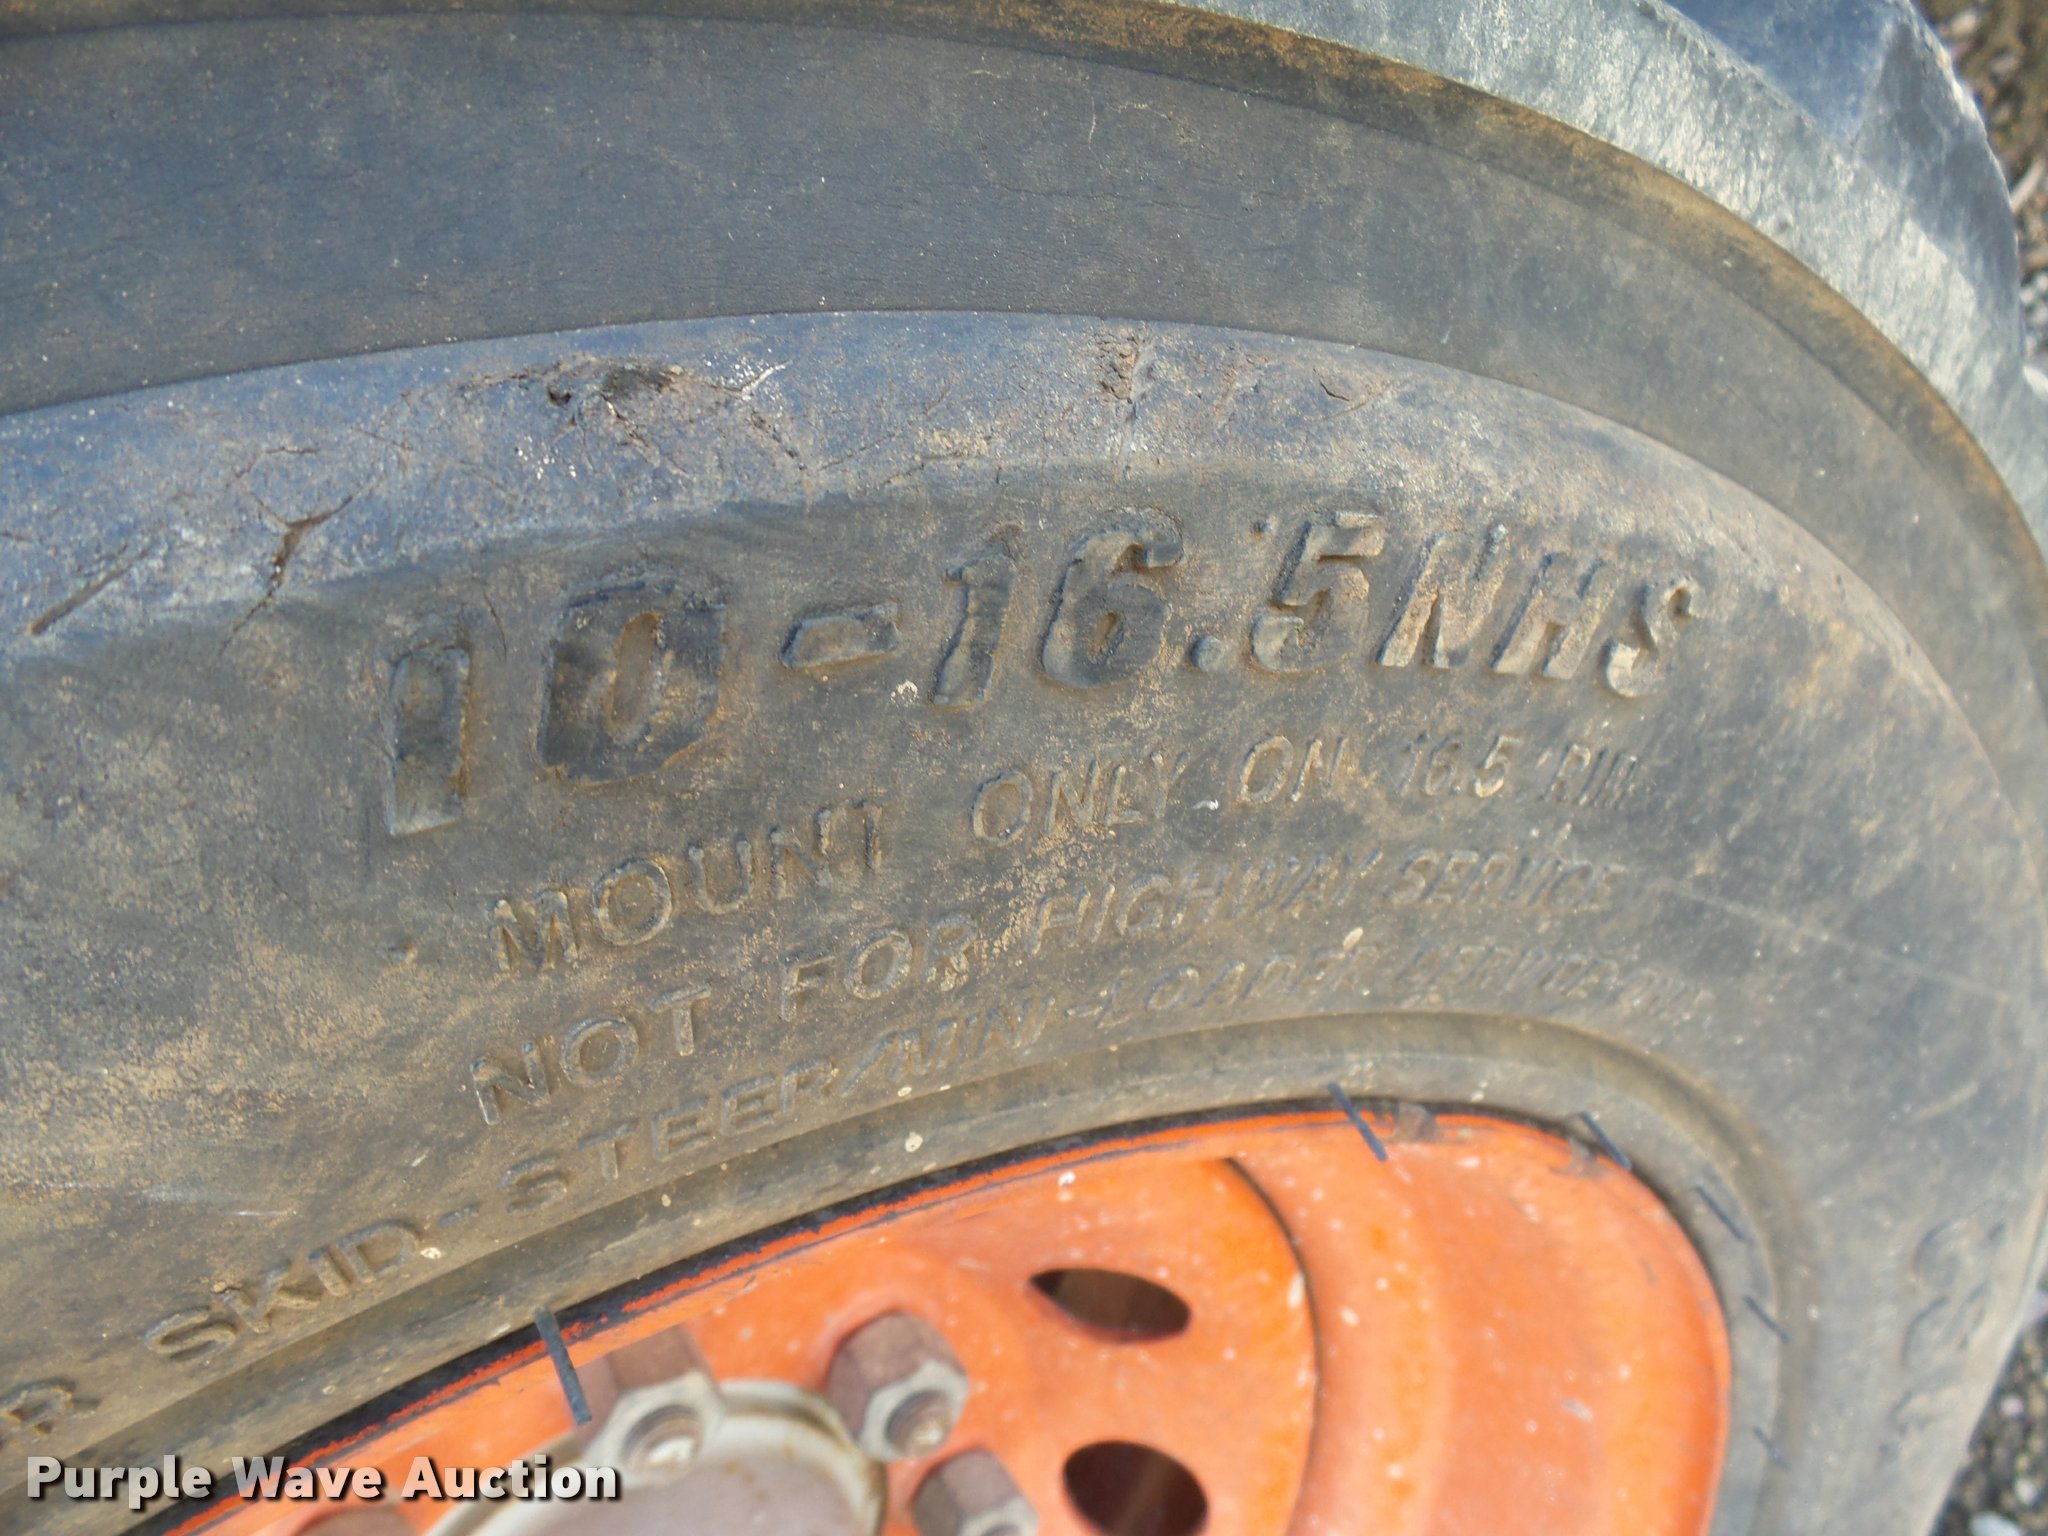 10-16.5NHS
MOUNT ONLY ON 16.5 RIM
NOT FOR HIGHWAY SERVICE
SKID-STEER/MINI-LOADER SERVICE ONLY
Purple Wave Auction